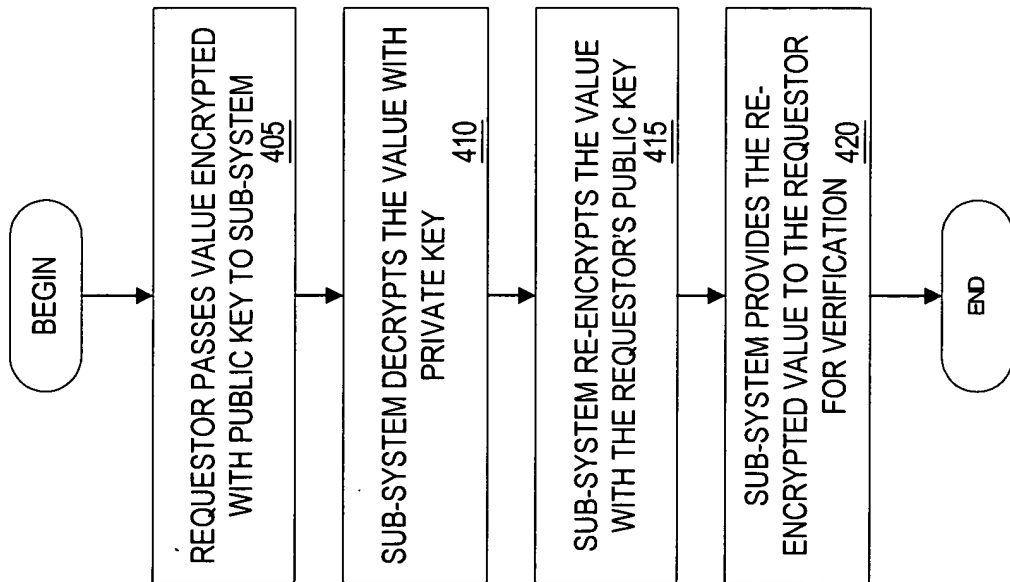 BEGIN
REQUESTOR PASSES VALUE ENCRYPTED
WITH PUBLIC KEY TO SUB-SYSTEM
405
SUB-SYSTEM DECRYPTS THE VALUE WITH
PRIVATE KEY
410
SUB-SYSTEM RE-ENCRYPTS THE VALUE
WITH THE REQUESTOR'S PUBLIC KEY
415
SUB-SYSTEM PROVIDES THE RE-
ENCRYPTED VALUE TO THE REQUESTOR
FOR VERIFICATION
420
END